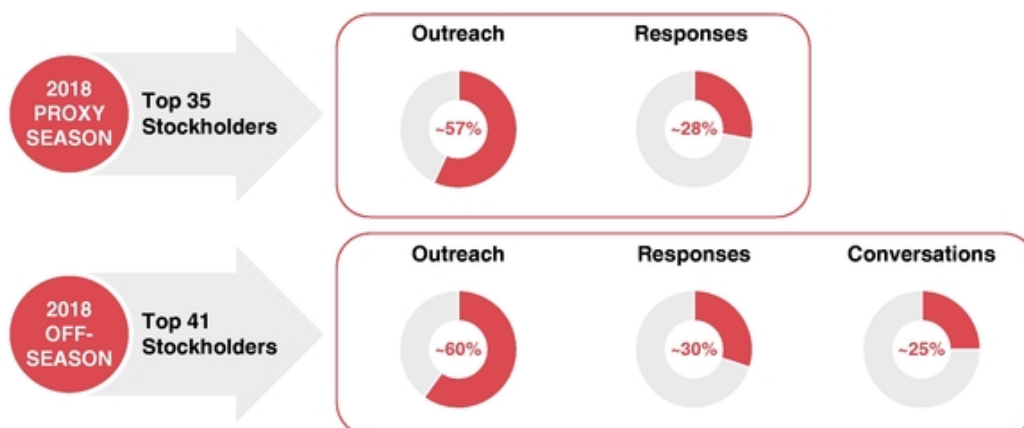 Outreach
Responses
2018
PROXY
SEASON
Top 35
Stockholders
~57%
~28%
Outreach
Responses
Conversations
2018
OFF-
SEASON
Top 41
Stockholders
~60%
~30%
~25%